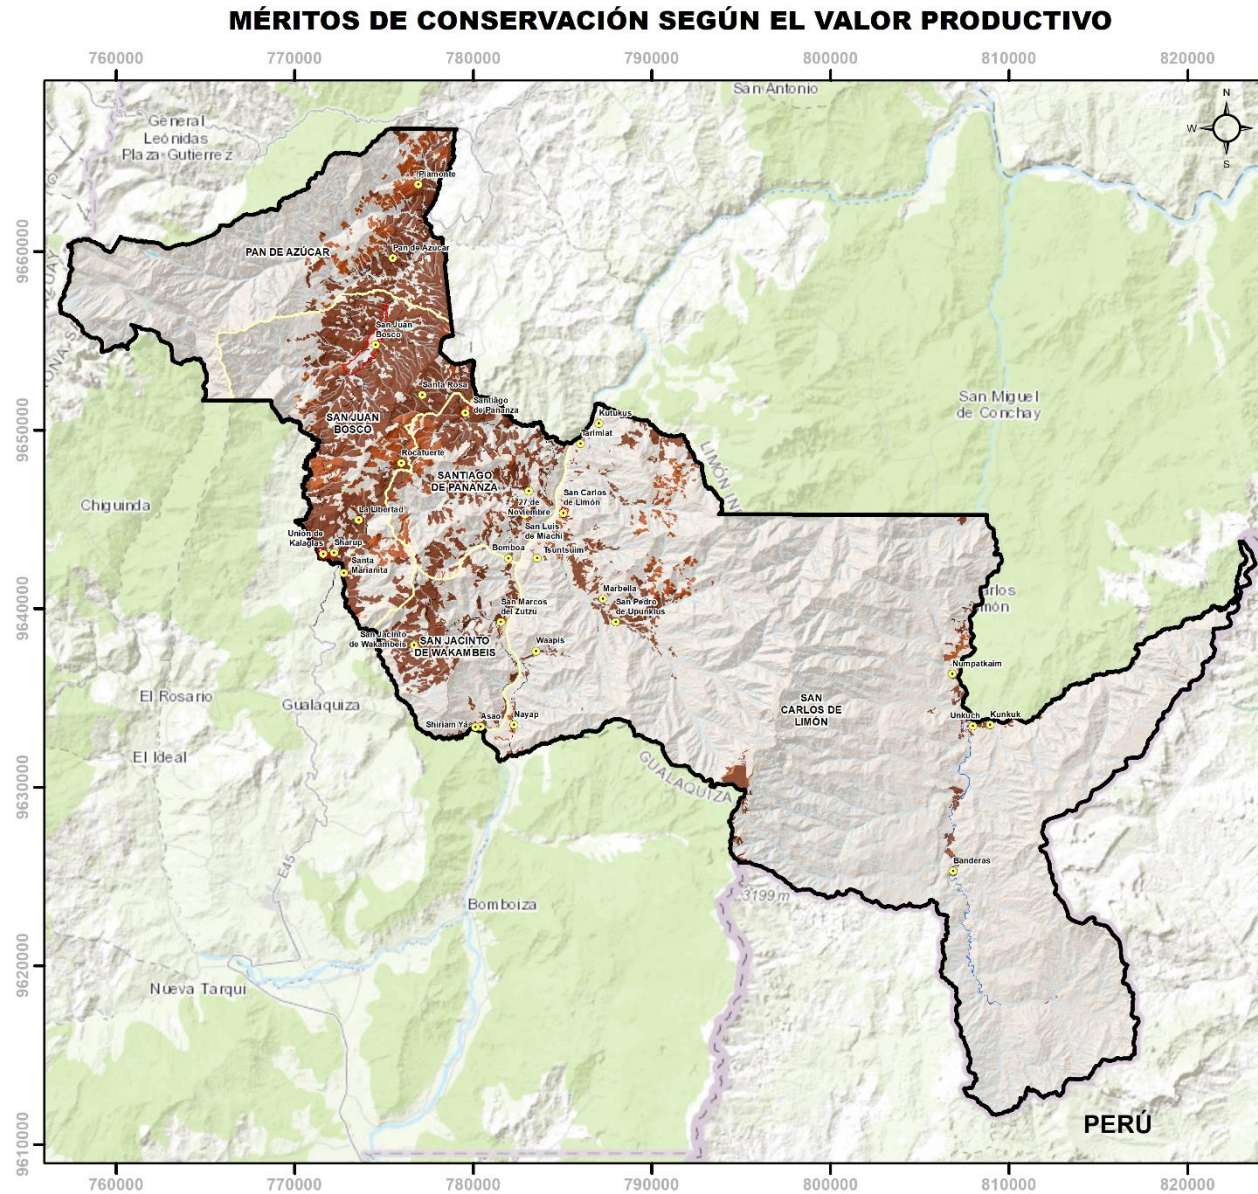 MÉRITOS DE CONSERVACIÓN SEGÚN EL VALOR PRODUCTIVO
760000 770000 780000 790000 800000 810000 820000
San Antonio
N
W
S
General
Leónidas
Plaza Gutierrez
Piamonte
9660000
PAN DE AZÚCAR
Pan de Azucar
San Juan
Bosco
Santa Rosa
Santiago
de Pananza
San Miguel
de Conchay
Kutukus
SAN JUAN
BOSCO
9650000
Tarimiat
LIMÓN IN
Rocafuerte
SANTIAGO
DE PANANZA
Chiguinda
San Carlos
de Limón
27 de
Noviembre
La Libertad
San Luis
de Miachi
Unión de
Kalaglas
Sharup
Bomboa
Tsuntsuim
Santa
Marianita
Marbella
9640000
San Marcos
del Zutzu
San Pedro
de Upunkius
San Jacinto
de Wakambeis
SAN JACINTO
DE WAKAMBEIS
Waapis
Numpatkaim
El Rosario
Gualaquiza
SAN
CARLOS DE
LIMÓN
Shiriam
Asao
Nayap
Unkuch
Kunkuk
El Ideal
GUALAQUIZA
9630000
E45
Banderas
3199 m
Bomboiza
9620000
Nueva Tarqui
PERÚ
9610000
760000 770000 780000 790000 800000 810000 820000